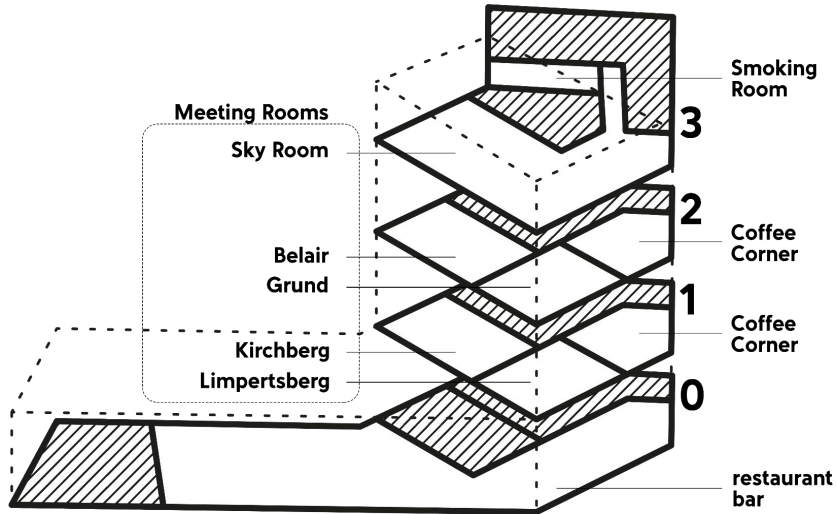 Smoking
Room
Meeting Rooms
3
Sky Room
2
Coffee
Corner
Belair
Grund
1
Coffee
Corner
Kirchberg
Limpertsberg
0
restaurant
bar